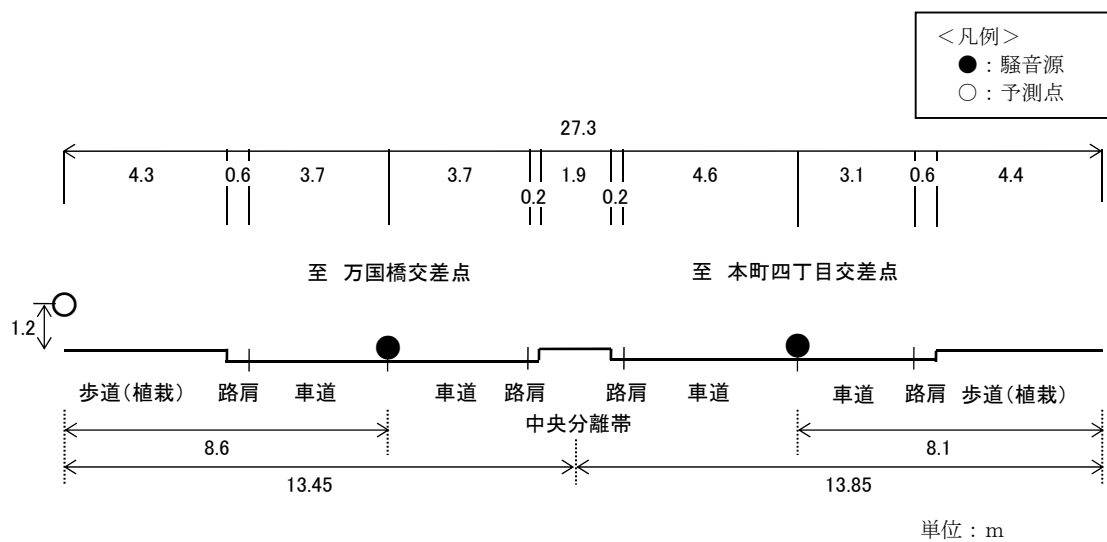 ＜凡例＞
●：騒音源
○：予測点
27.3
4.3 0.6 3.7 3.7 0.2 1.9 0.2 4.6 3.1 0.6 4.4
至 万国橋交差点 至 本町四丁目交差点
1.2
歩道(植栽) 路肩 車道 車道 路肩 路肩 車道 車道 路肩 歩道(植栽)
中央分離帯
8.6 8.1
13.45 13.85
単位：m